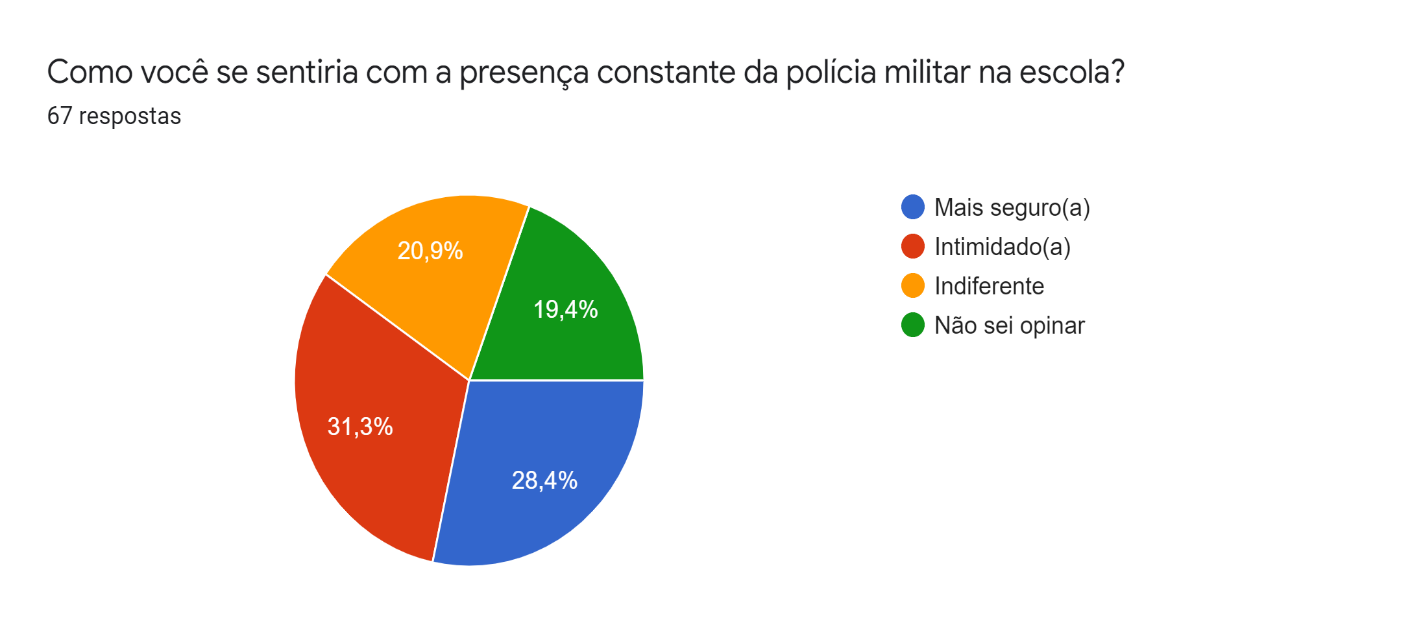 Como você se sentiria com a presença constante da polícia militar na escola?
67 respostas
Mais seguro(a)
Intimidado(a)
Indiferente
Não sei opinar
20,9%
19,4%
31,3%
28,4%